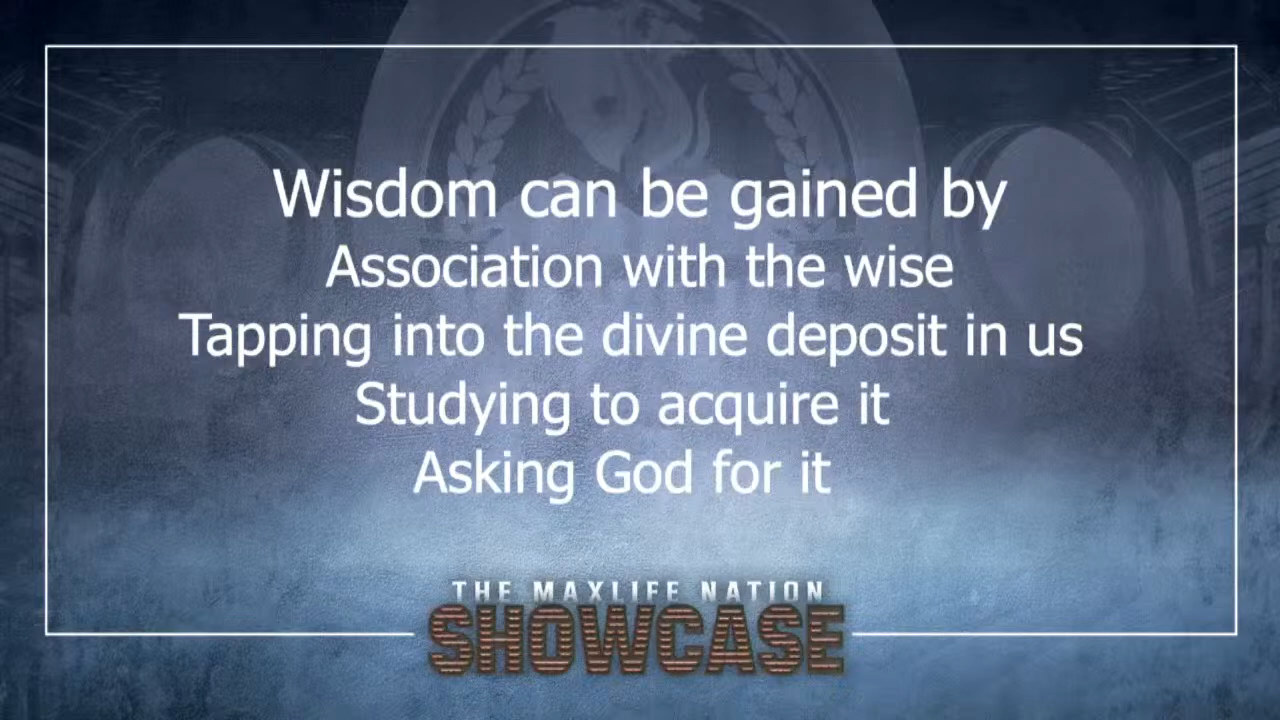 Wisdom can be gained by
Association with the wise
Tapping into the divine deposit in us
Studying to acquire it
Asking God for it
THE MAXLIFE NATION
SHOWCASE